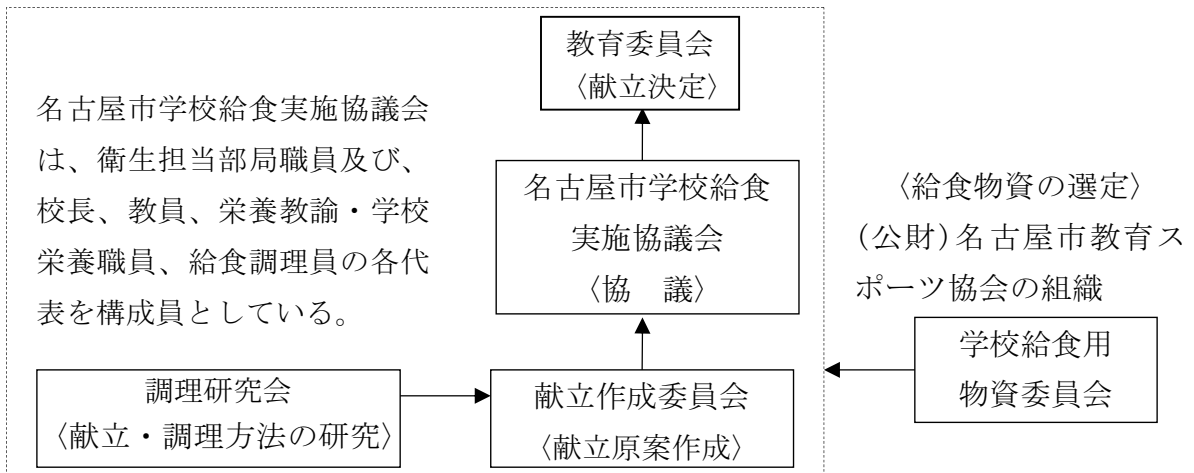 教育委員会
〈献立決定〉
名古屋市学校給食実施協議会
は、衛生担当部局職員及び、
校長、教員、栄養教諭・学校
栄養職員、給食調理員の各代
表を構成員としている。
名古屋市学校給食
実施協議会
〈協　議〉
〈給食物資の選定〉
(公財)名古屋市教育ス
ポーツ協会の組織
学校給食用
物資委員会
調理研究会
〈献立・調理方法の研究〉
献立作成委員会
〈献立原案作成〉